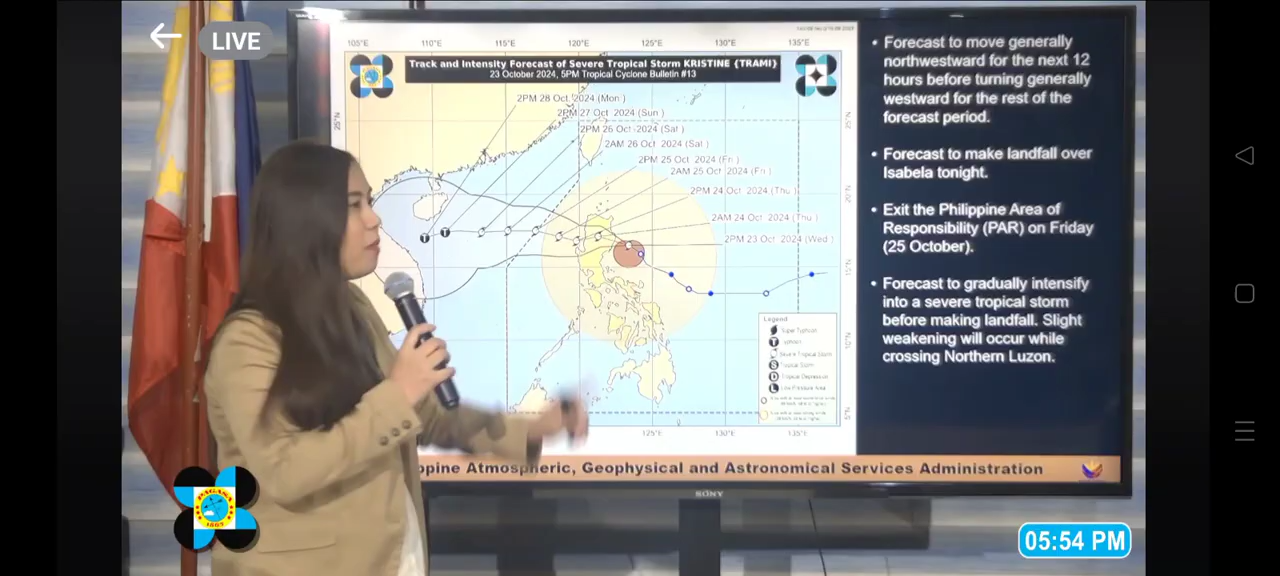 LIVE
105°E 110°E 115°E 120°E 125°E 130°E 135°E
Track and Intensity Forecast of Severe Tropical Storm KRISTINE {TRAMI}
23 October 2024, 5PM Tropical Cyclone Bulletin #13
2PM 28 Oct 2024 (Mon)
2PM 27 Oct 2024 (Sun)
2PM 26 Oct 2024 (Sat)
2AM 26 Oct 2024 (Sat)
2PM 25 Oct 2024 (Fri)
2AM 25 Oct 2024 (Fri)
2PM 24 Oct 2024 (Thu)
2AM 24 Oct 2024 (Thu)
2PM 23 Oct 2024 (Wed)
25°N
25°N
20°N
15°N
10°N
5°N
Legend
Super Typhoon
Typhoon
Severe Tropical Storm
Tropical Storm
Tropical Depression
Low Pressure Area
125°E 130°E 135°E
• Forecast to move generally
northwestward for the next 12
hours before turning generally
westward for the rest of the
forecast period.
• Forecast to make landfall over
Isabela tonight.
• Exit the Philippine Area of
Responsibility (PAR) on Friday
(25 October).
• Forecast to gradually intensify
into a severe tropical storm
before making landfall. Slight
weakening will occur while
crossing Northern Luzon.
ppine Atmospheric, Geophysical and Astronomical Services Administration
SONY
PAGASA
1865
05:54 PM